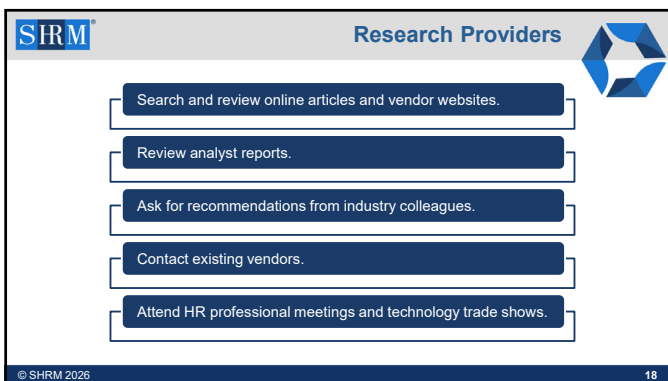 SHRM®
Research Providers
Search and review online articles and vendor websites.
Review analyst reports.
Ask for recommendations from industry colleagues.
Contact existing vendors.
Attend HR professional meetings and technology trade shows.
© SHRM 2026
18